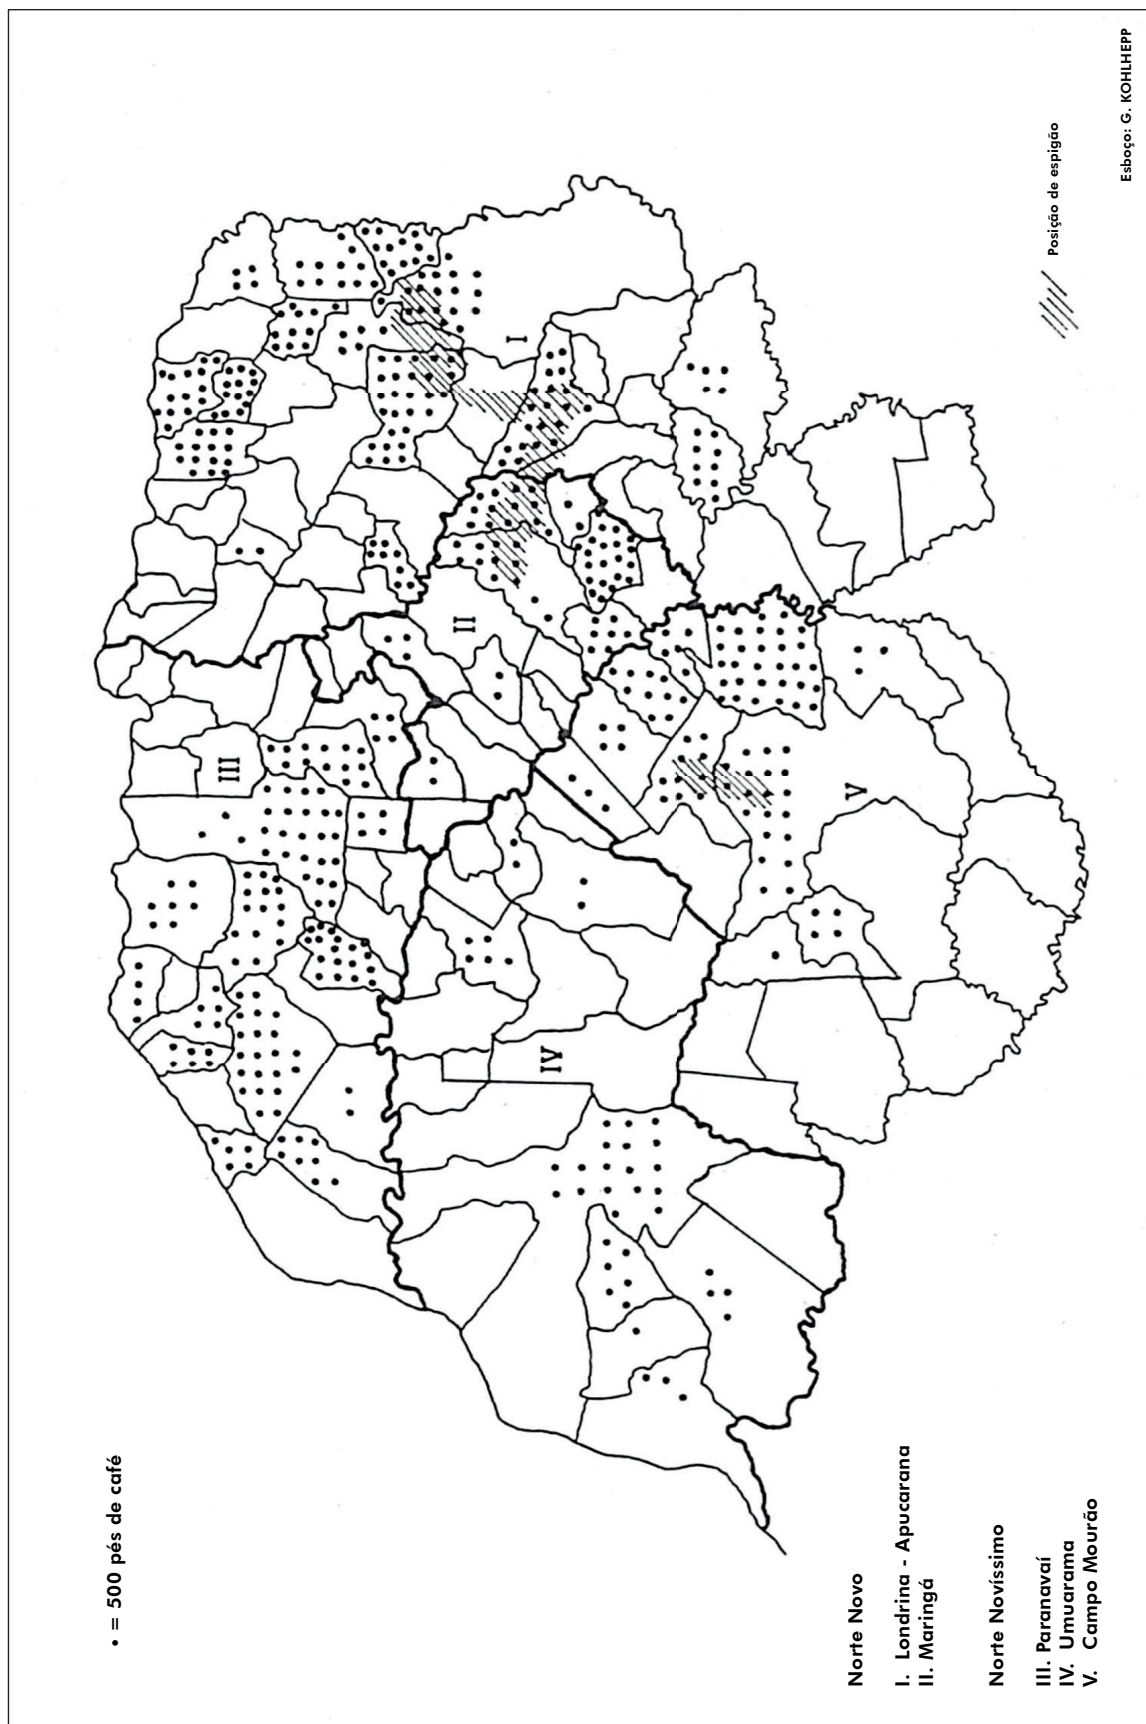 • = 500 pés de café
Norte Novo
I. Londrina - Apucarana
II. Maringá
Norte Novíssimo
III. Paranavaí
IV. Umuarama
V. Campo Mourão
III
I
II
IV
V
Posição de espigão
Esboço: G. KOHLHEPP